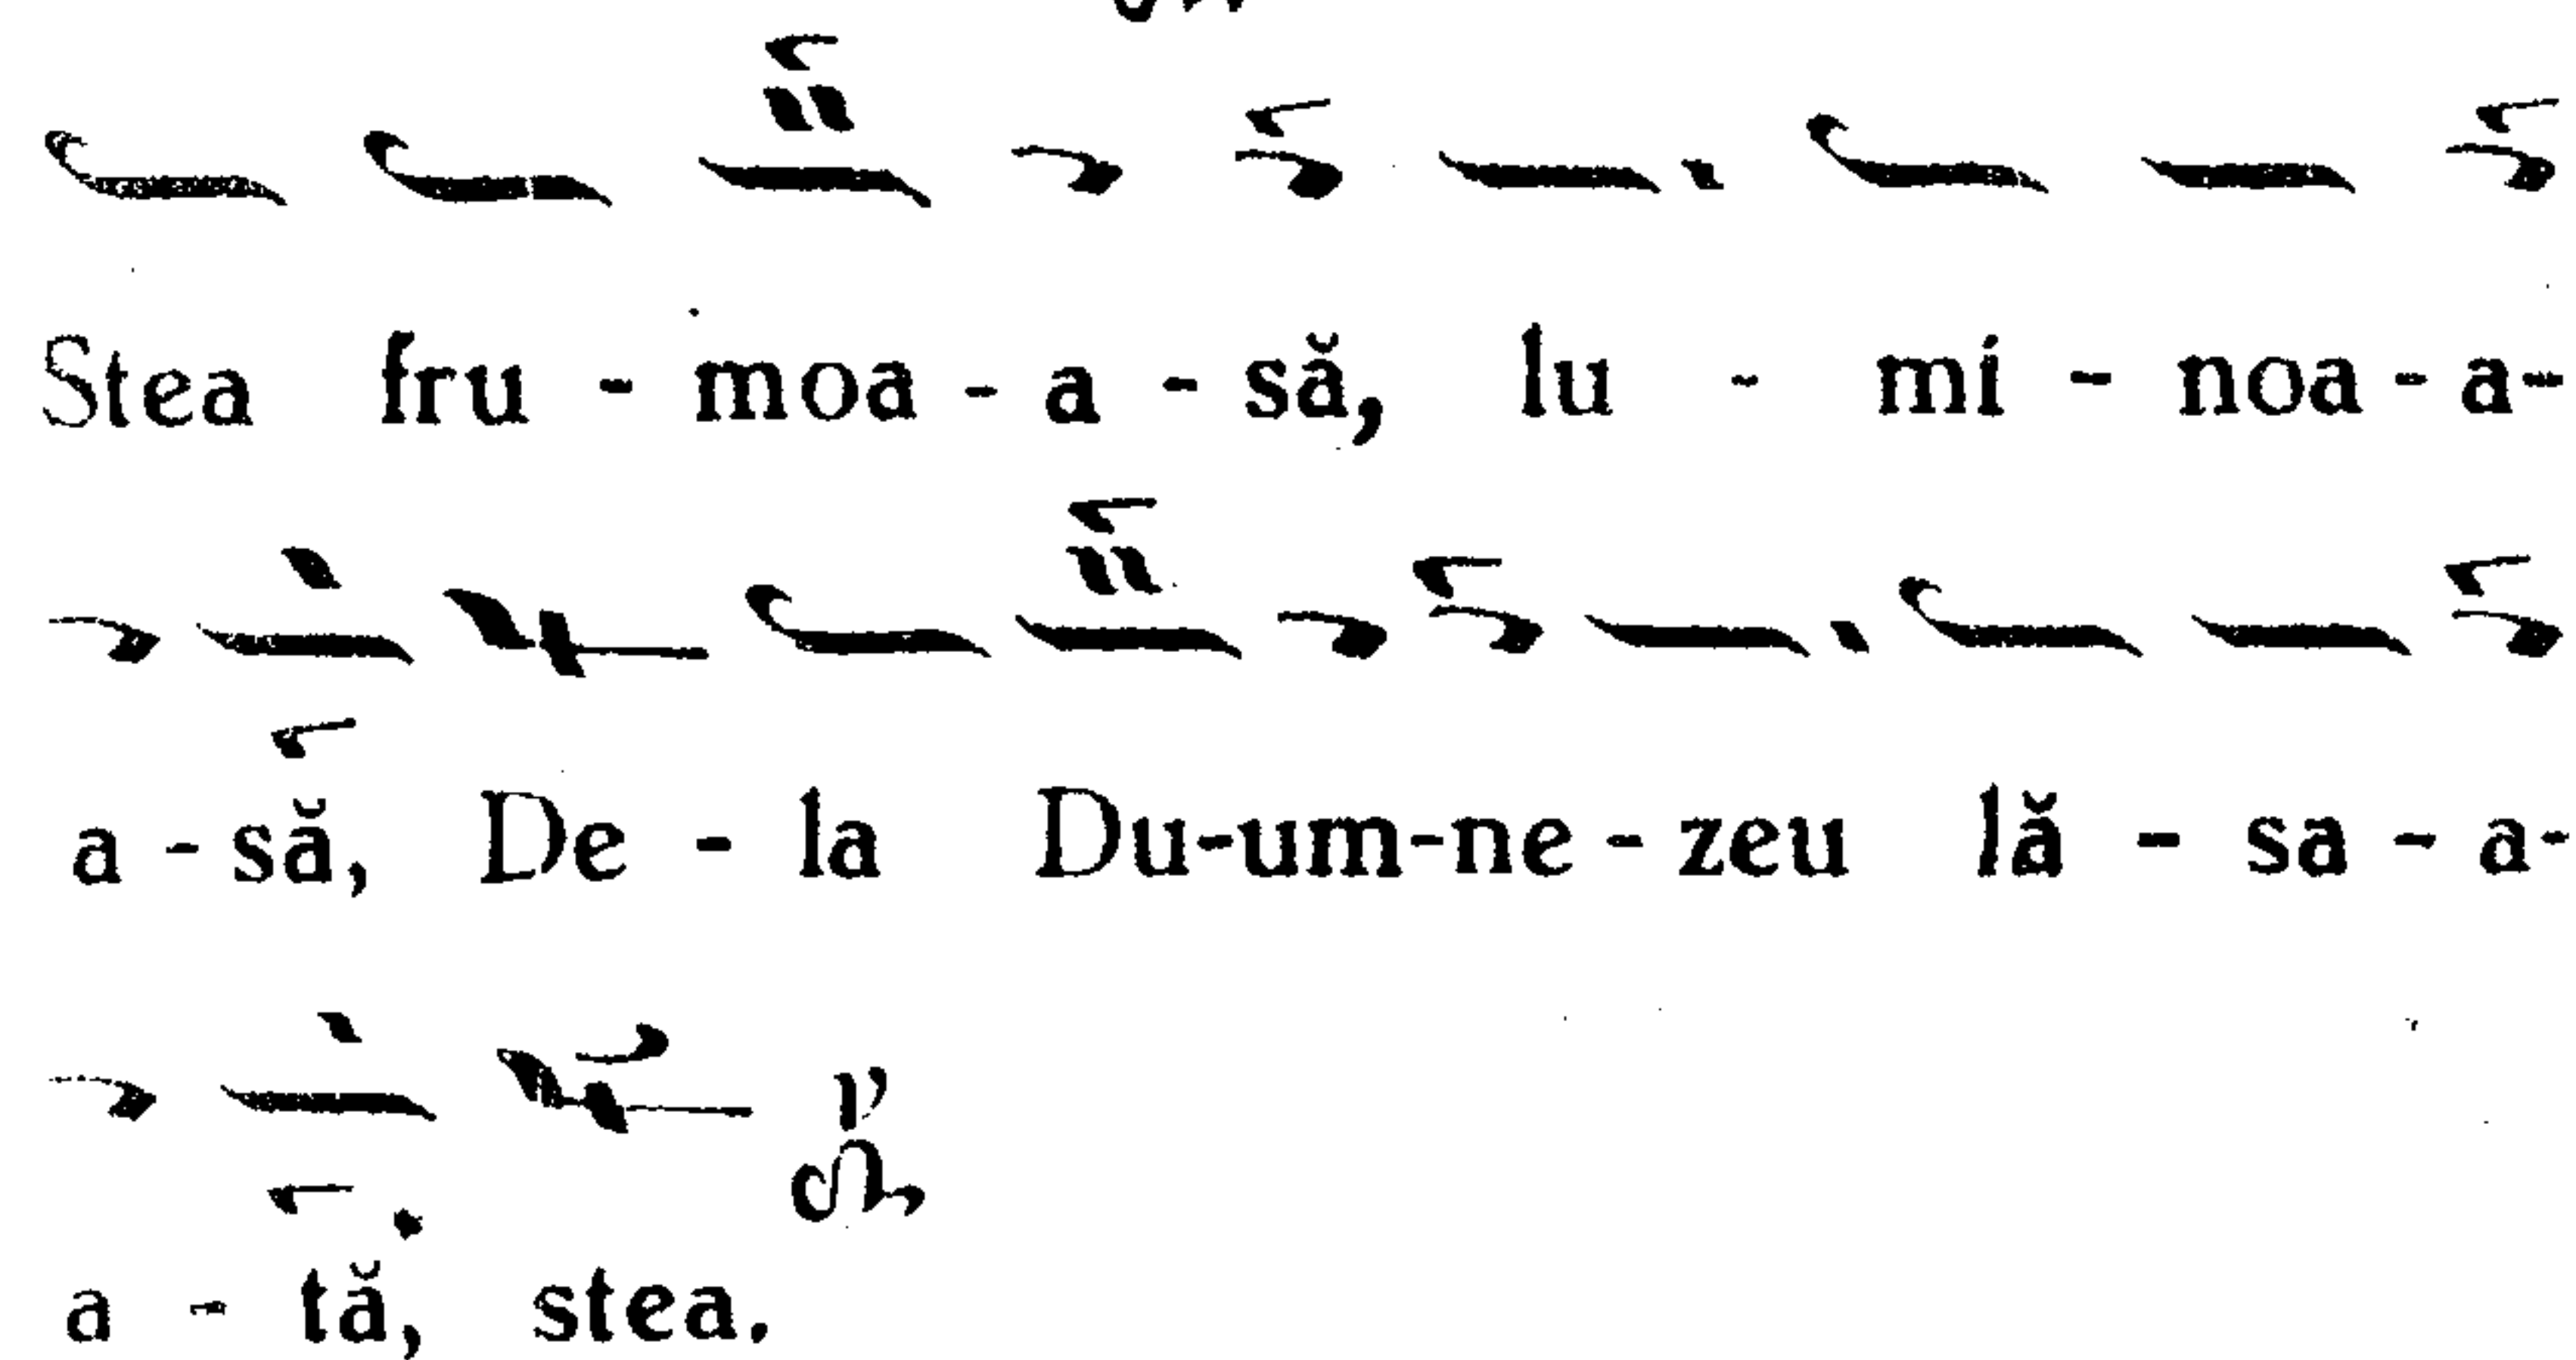 Stea fru - moa - a - să, lu - mi - noa - a-
a - să, De - la Du-um-ne - zeu lă - sa - a-
a - tă, stea.